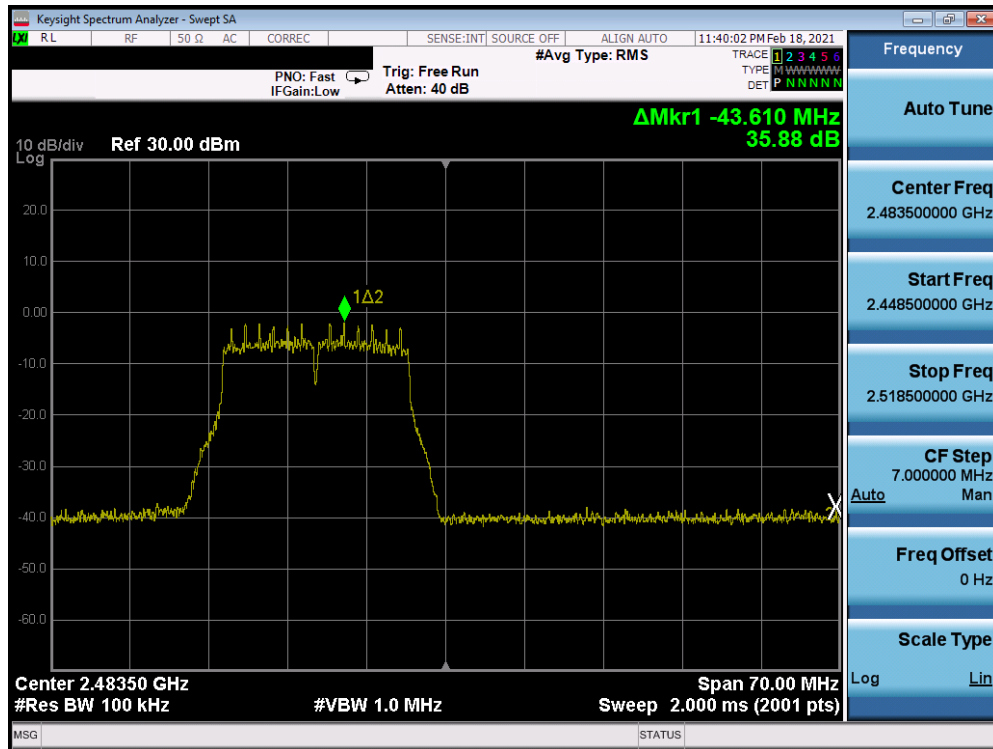 Keysight Spectrum Analyzer - Swept SA
LXI RL RF 50 Ω AC CORREC SENSE:INT SOURCE OFF ALIGN AUTO 11:40:02 PM Feb 18, 2021
#Avg Type: RMS
TRACE 1 2 3 4 5 6
PNO: Fast Trig: Free Run
TYPE M W W W W W
IFGain:Low Atten: 40 dB
DET P N N N N N
ΔMkr1 -43.610 MHz
35.88 dB
10 dB/div Ref 30.00 dBm
Log
20.0
10.0
1Δ2
0.00
-10.0
-20.0
-30.0
-40.0
-50.0
-60.0
Center 2.48350 GHz Span 70.00 MHz
#Res BW 100 kHz #VBW 1.0 MHz Sweep 2.000 ms (2001 pts)
MSG STATUS
Frequency
Auto Tune
Center Freq
2.483500000 GHz
Start Freq
2.448500000 GHz
Stop Freq
2.518500000 GHz
CF Step
7.000000 MHz
Auto Man
Freq Offset
0 Hz
Scale Type
Log Lin